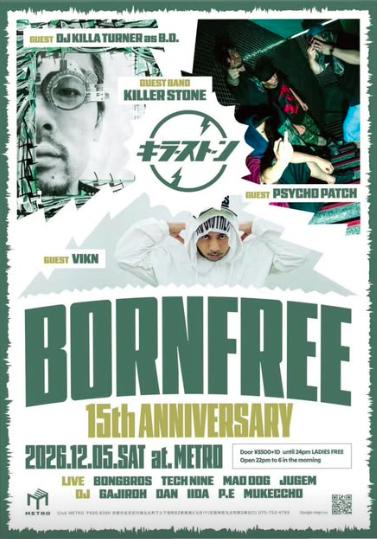 GUEST DJ KILLA TURNER as B.D.
GUEST BAND
KILLER STONE
キラーストーン
GUEST PSYCHO PATCH
GUEST VIKN
BORNFREE
15th ANNIVERSARY
2026.12.05.SAT at. METRO
Door ¥5500+1D until 24pm LADIES FREE
Open 22pm to 6 in the morning
LIVE BONGBROS TECH NINE MAD DOG JUGEM
DJ GAJIROH DAN IIDA P.E MUKECCHO
METRO